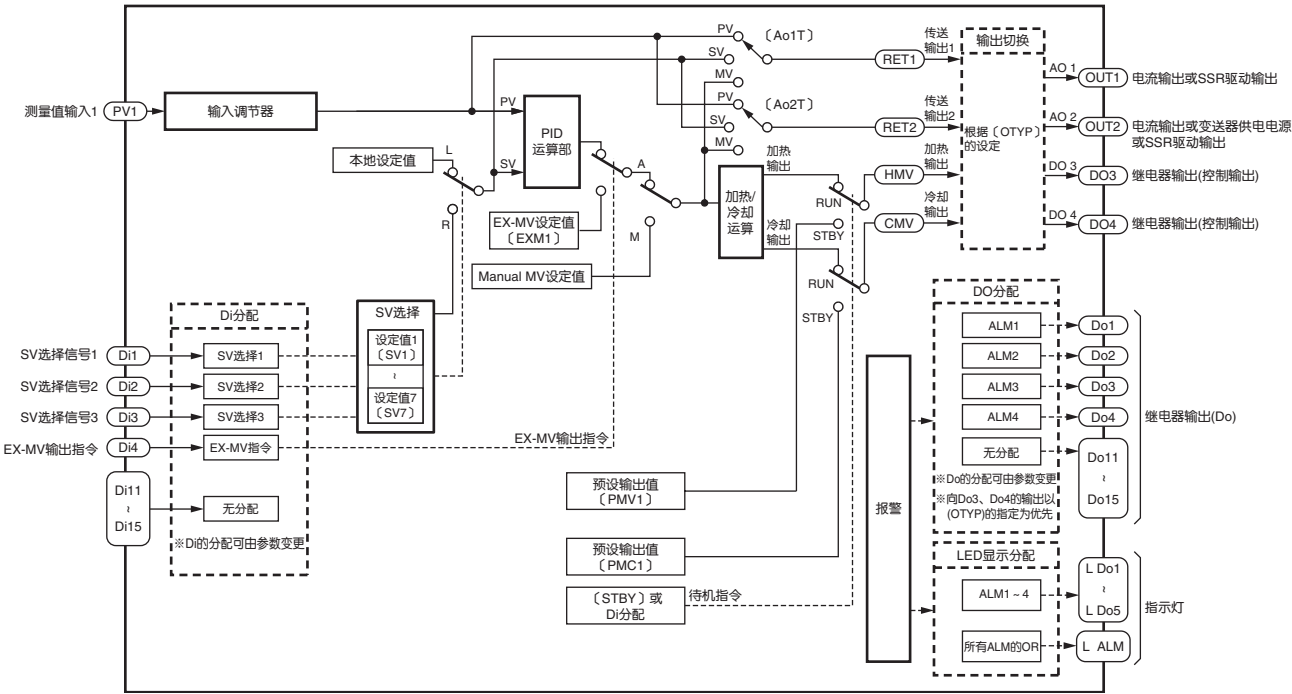 测量值输入1
PV1
输入调节器
PV
SV
PID
运算部
本地设定值
L
R
A
M
EX-MV设定值
〔EXM1〕
Manual MV设定值
PV
SV
MV
〔Ao1T〕
PV
SV
MV
〔Ao2T〕
加热/
冷却
运算
加热
输出
冷却
输出
RUN
STBY
RUN
STBY
RET1
RET2
HMV
CMV
传送
输出1
传送
输出2
加热
输出
冷却
输出
输出切换
根据〔OTYP〕
的设定
AO 1
OUT1
电流输出或SSR驱动输出
AO 2
OUT2
电流输出或变送器供电电源
或SSR驱动输出
DO 3
DO3
继电器输出(控制输出)
DO 4
DO4
继电器输出(控制输出)
Di分配
SV选择信号1
Di1
SV选择1
SV选择信号2
Di2
SV选择2
SV选择信号3
Di3
SV选择3
EX-MV输出指令
Di4
EX-MV指令
Di11
~
Di15
无分配
※Di的分配可由参数变更
SV选择
设定值1
〔SV1〕
~
设定值7
〔SV7〕
EX-MV输出指令
预设输出值
〔PMV1〕
预设输出值
〔PMC1〕
〔STBY〕或
Di分配
待机指令
报警
DO分配
ALM1
Do1
ALM2
Do2
ALM3
Do3
ALM4
Do4
无分配
Do11
~
Do15
继电器输出(Do)
※Do的分配可由参数变更
※向Do3、Do4的输出以
(OTYP)的指定为优先
LED显示分配
ALM1 ~ 4
L Do1
~
L Do5
指示灯
所有ALM的OR
L ALM